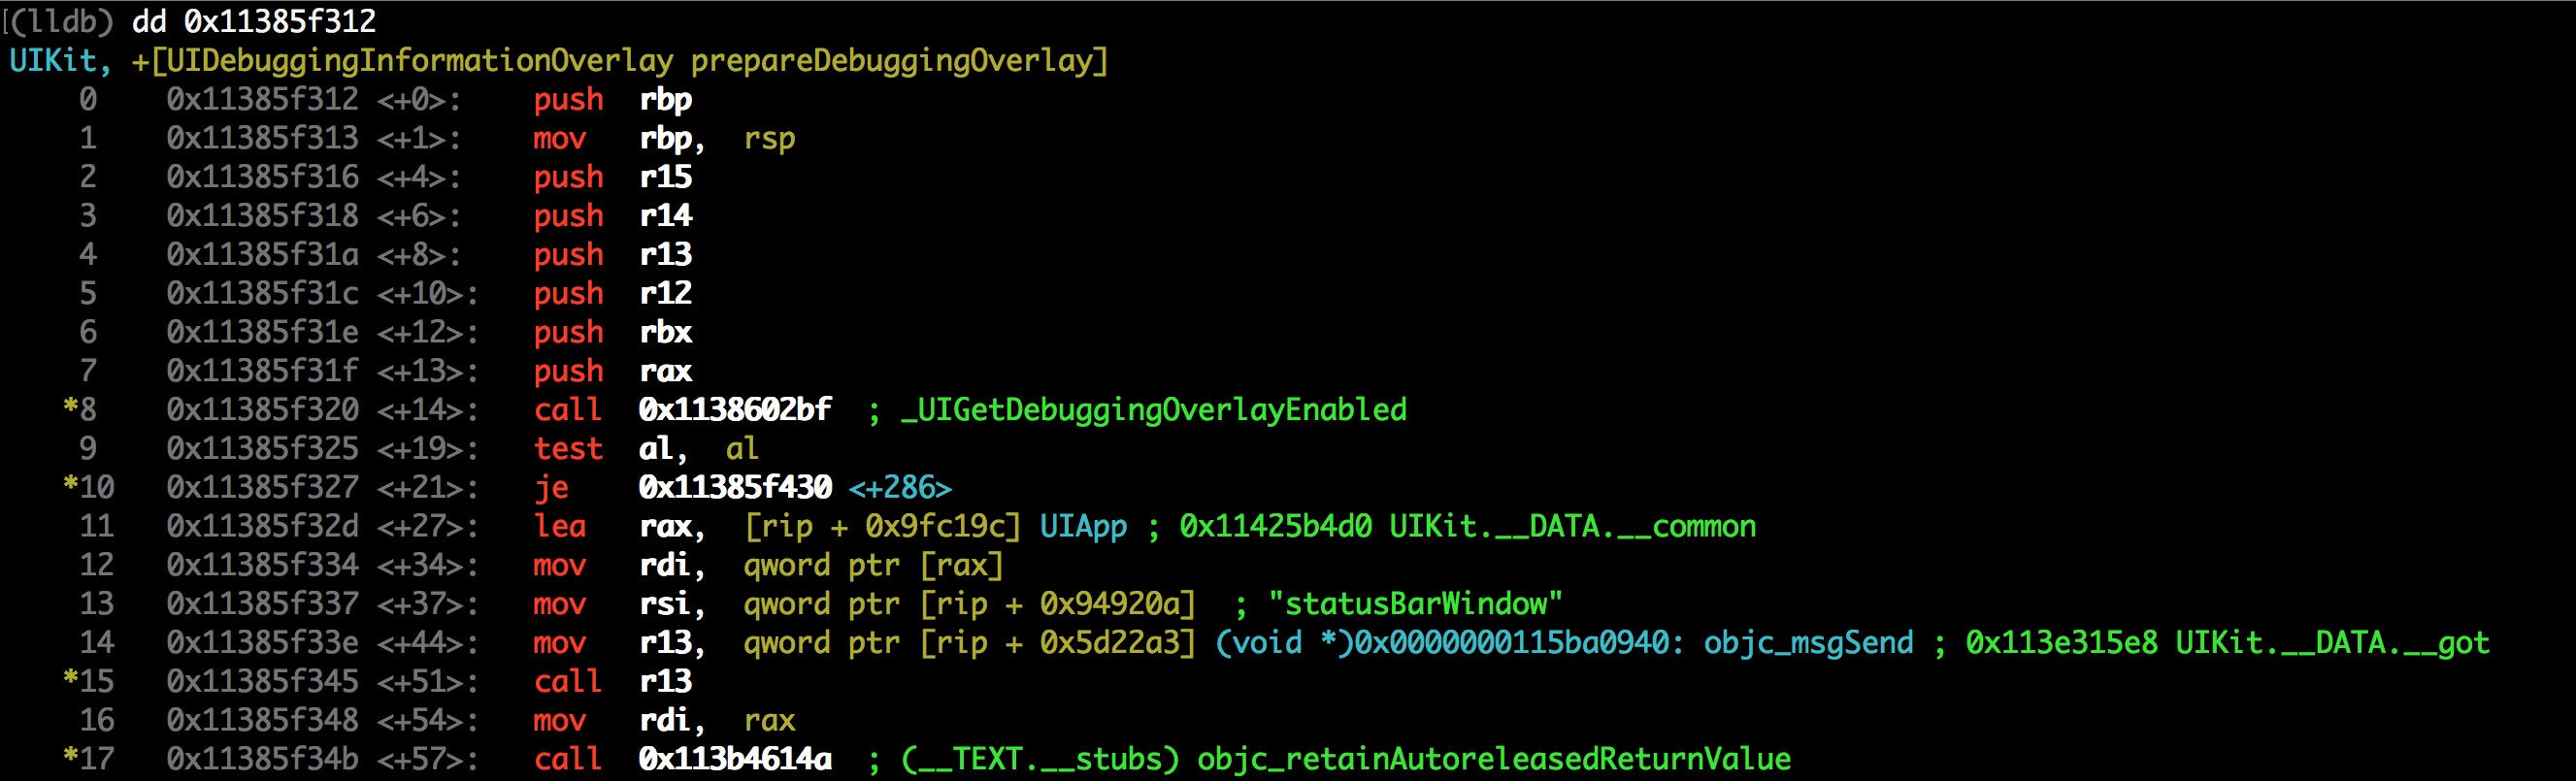 [(lldb) dd 0x11385f312
UIKit, +[UIDebuggingInformationOverlay prepareDebuggingOverlay]
0 0x11385f312 <+0>: push rbp
1 0x11385f313 <+1>: mov rbp, rsp
2 0x11385f316 <+4>: push r15
3 0x11385f318 <+6>: push r14
4 0x11385f31a <+8>: push r13
5 0x11385f31c <+10>: push r12
6 0x11385f31e <+12>: push rbx
7 0x11385f31f <+13>: push rax
*8 0x11385f320 <+14>: call 0x1138602bf ; _UIGetDebuggingOverlayEnabled
9 0x11385f325 <+19>: test al, al
*10 0x11385f327 <+21>: je 0x11385f430 <+286>
11 0x11385f32d <+27>: lea rax, [rip + 0x9fc19c] UIApp ; 0x11425b4d0 UIKit.__DATA.__common
12 0x11385f334 <+34>: mov rdi, qword ptr [rax]
13 0x11385f337 <+37>: mov rsi, qword ptr [rip + 0x94920a] ; "statusBarWindow"
14 0x11385f33e <+44>: mov r13, qword ptr [rip + 0x5d22a3] (void *)0x0000000115ba0940: objc_msgSend ; 0x113e315e8 UIKit.__DATA.__got
*15 0x11385f345 <+51>: call r13
16 0x11385f348 <+54>: mov rdi, rax
*17 0x11385f34b <+57>: call 0x113b4614a ; (__TEXT.__stubs) objc_retainAutoreleasedReturnValue